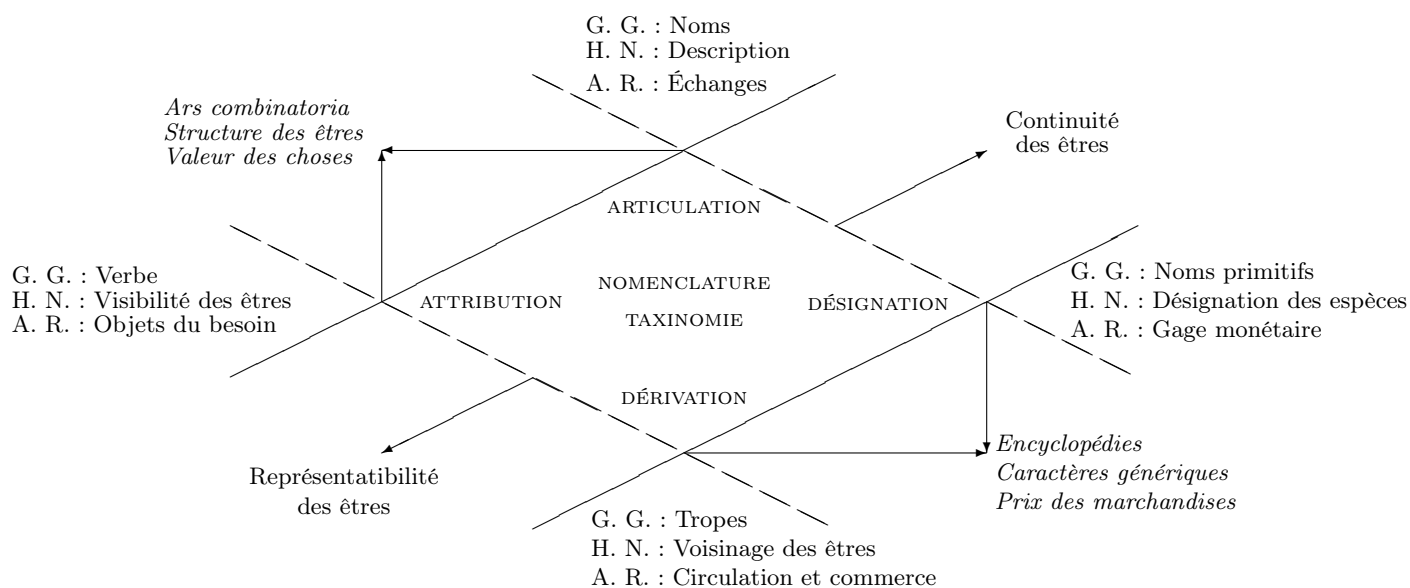 G. G. : Noms
H. N. : Description
A. R. : Échanges
Ars combinatoria
Structure des êtres
Valeur des choses
Continuité
des êtres
ARTICULATION
G. G. : Verbe
H. N. : Visibilité des êtres
A. R. : Objets du besoin
ATTRIBUTION
NOMENCLATURE
TAXINOMIE
DÉSIGNATION
G. G. : Noms primitifs
H. N. : Désignation des espèces
A. R. : Gage monétaire
DÉRIVATION
Représentatibilité
des êtres
Encyclopédies
Caractères génériques
Prix des marchandises
G. G. : Tropes
H. N. : Voisinage des êtres
A. R. : Circulation et commerce